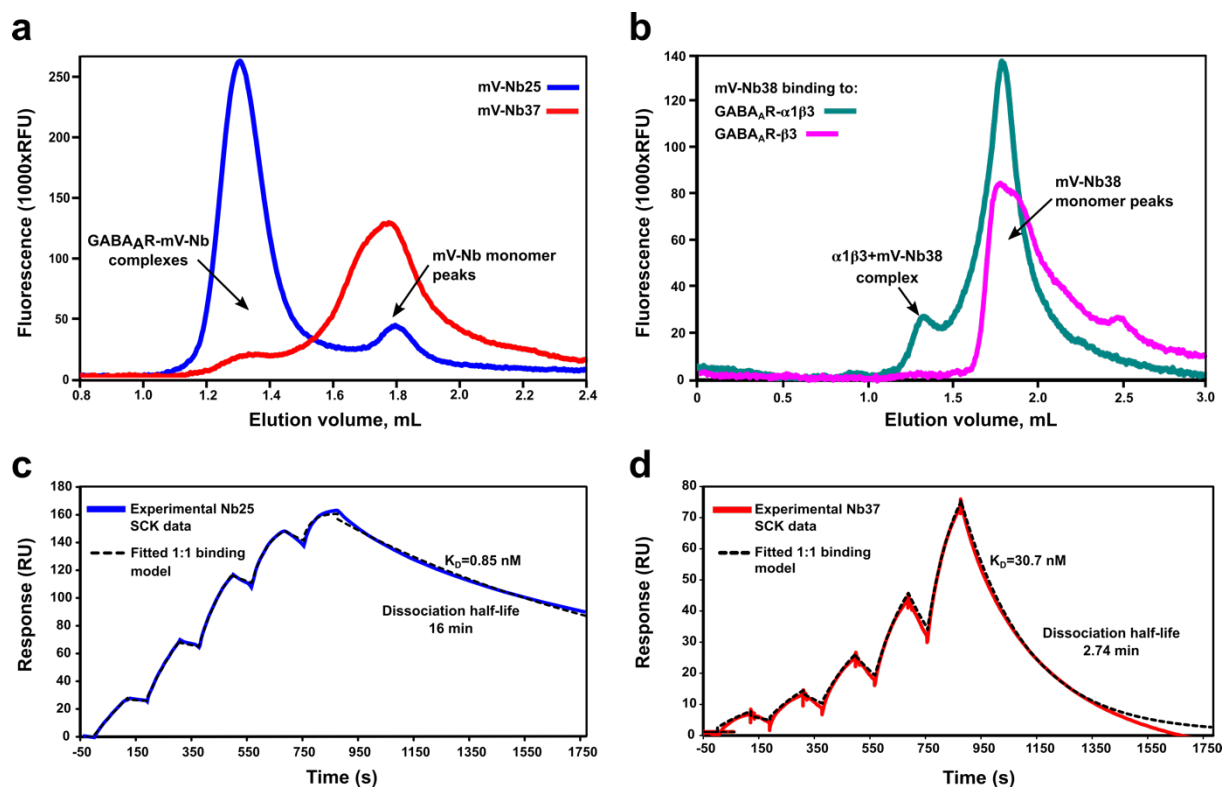 a
Fluorescence (1000xRFU)
250
200
150
100
50
0
mV-Nb25
mV-Nb37
GABAAR-mV-Nb
complexes
mV-Nb monomer
peaks
0.8 1.0 1.2 1.4 1.6 1.8 2.0 2.2 2.4
Elution volume, mL
b
Fluorescence (1000xRFU)
140
120
100
80
60
40
20
0
mV-Nb38 binding to:
GABAAR-α1β3
GABAAR-β3
mV-Nb38
monomer peaks
α1β3+mV-Nb38
complex
0 0.5 1.0 1.5 2.0 2.5 3.0
Elution volume, mL
c
Response (RU)
180
160
140
120
100
80
60
40
20
0
Experimental Nb25
SCK data
Fitted 1:1 binding
model
KD=0.85 nM
Dissociation half-life
16 min
-50 150 350 550 750 950 1150 1350 1550 1750
Time (s)
d
Response (RU)
80
70
60
50
40
30
20
10
0
Experimental Nb37
SCK data
Fitted 1:1 binding
model
KD=30.7 nM
Dissociation half-life
2.74 min
-50 150 350 550 750 950 1150 1350 1550 1750
Time (s)